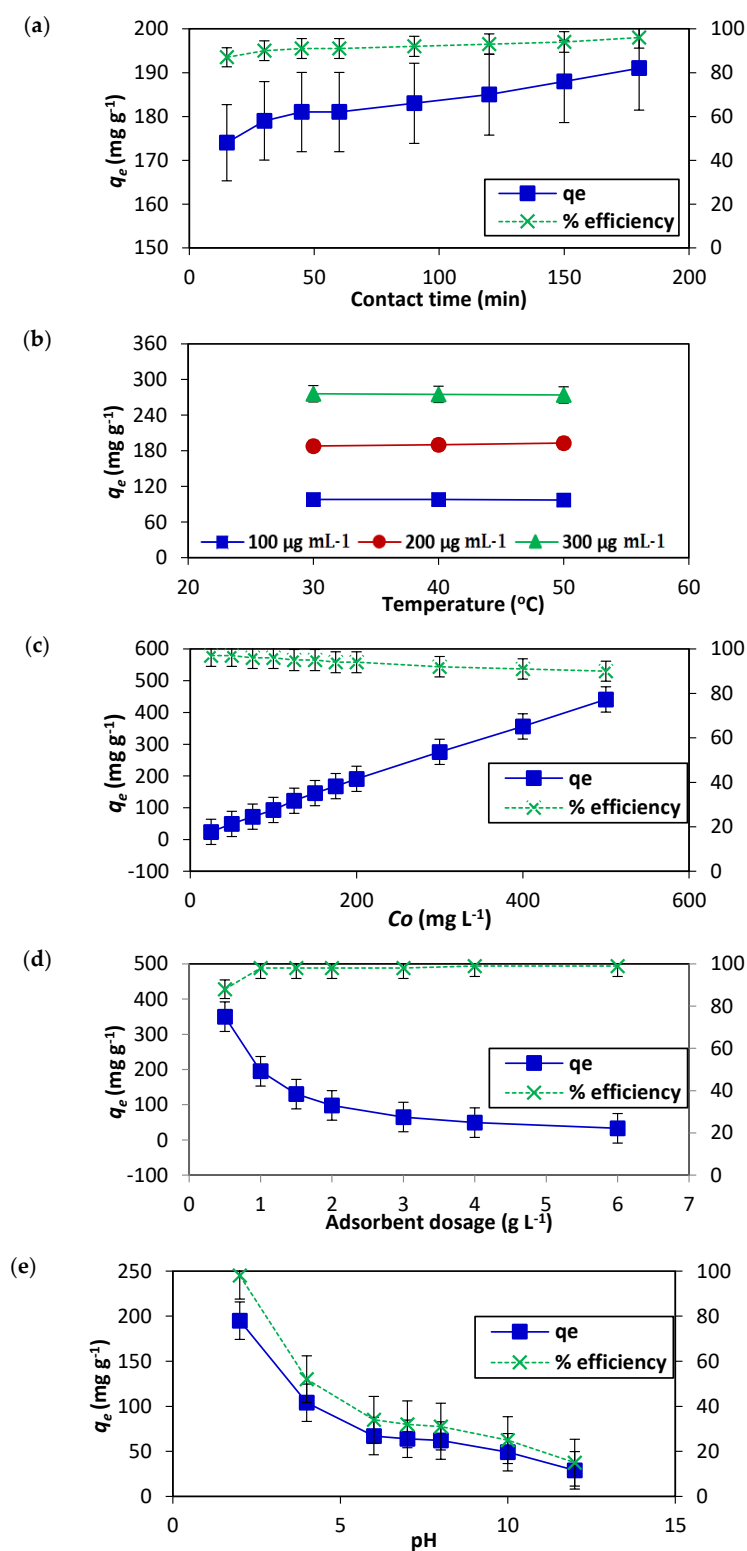 (a)
200 100
190 80
180 60
170 40
160 20
150 0
qe (mg g-1)
qe
% efficiency
0 50 100 150 200
Contact time (min)
(b)
360
300
240
180
120
60
0
qe (mg g-1)
100 µg mL-1 200 µg mL-1 300 µg mL-1
20 30 40 50 60
Temperature (°C)
(c)
600 100
500 80
400 60
300 40
200 20
100 0
0
-100
qe (mg g-1)
qe
% efficiency
0 200 400 600
Co (mg L-1)
(d)
500 100
400 80
300 60
200 40
100 20
0 0
-100
qe (mg g-1)
qe
% efficiency
0 1 2 3 4 5 6 7
Adsorbent dosage (g L-1)
(e)
250 100
200 80
150 60
100 40
50 20
0 0
qe (mg g-1)
qe
% efficiency
0 5 10 15
pH